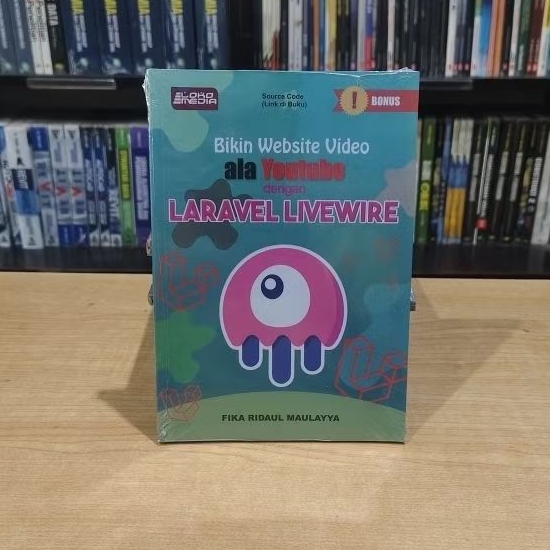 LOKO
MEDIA
Source Code
(Link di Buku)
! BONUS
Bikin Website Video
ala Youtube
dengan
LARAVEL LIVEWIRE
FIKA RIDAUL MAULAYYA